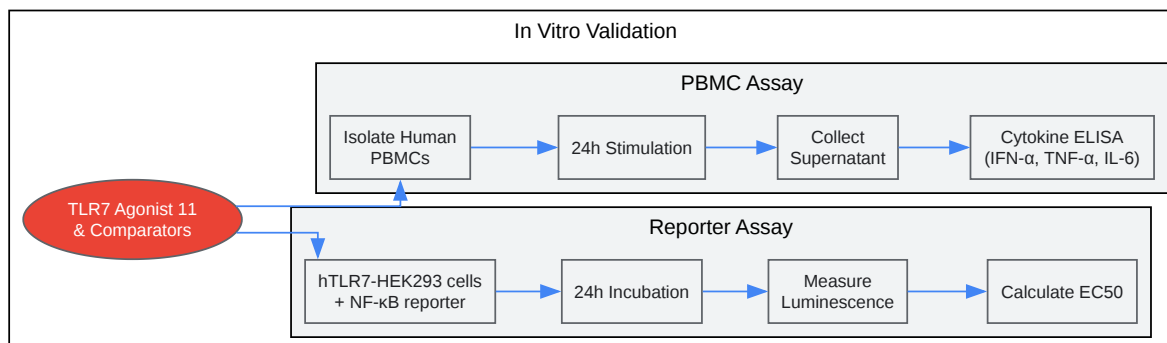 In Vitro Validation
PBMC Assay
Isolate Human
PBMCs
24h Stimulation
Collect
Supernatant
Cytokine ELISA
(IFN-α, TNF-α, IL-6)
TLR7 Agonist 11
& Comparators
Reporter Assay
hTLR7-HEK293 cells
+ NF-κB reporter
24h Incubation
Measure
Luminescence
Calculate EC50